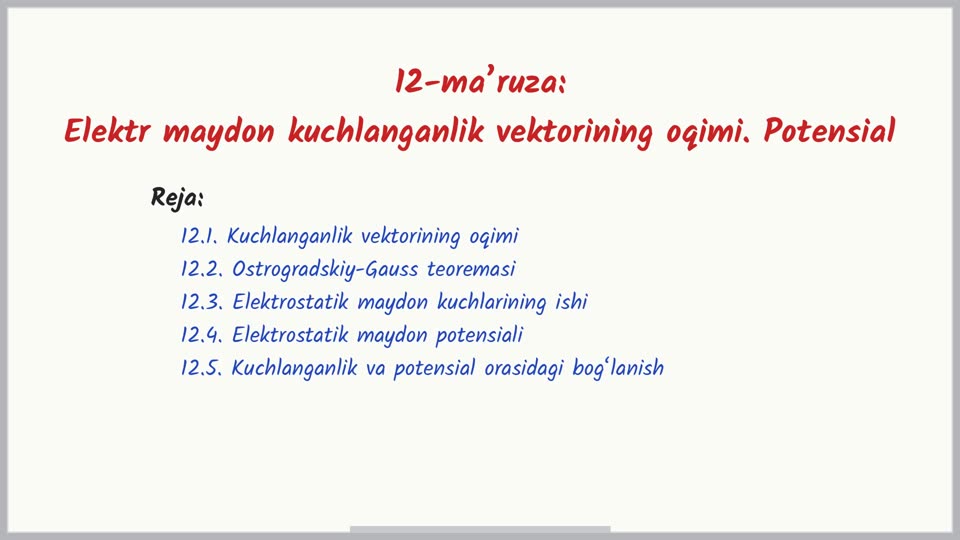 12-ma’ruza:
Elektr maydon kuchlanganlik vektorining oqimi. Potensial
Reja:
12.1. Kuchlanganlik vektorining oqimi
12.2. Ostrogradskiy-Gauss teoremasi
12.3. Elektrostatik maydon kuchlarining ishi
12.4. Elektrostatik maydon potensiali
12.5. Kuchlanganlik va potensial orasidagi bog‘lanish